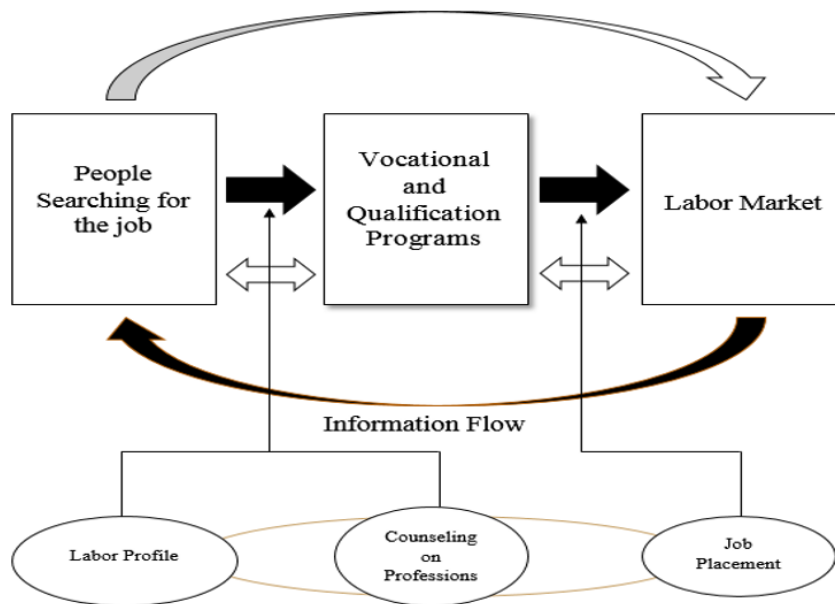 People
Searching for
the job
Vocational
and
Qualification
Programs
Labor Market
Information Flow
Labor Profile
Counseling
on
Professions
Job
Placement